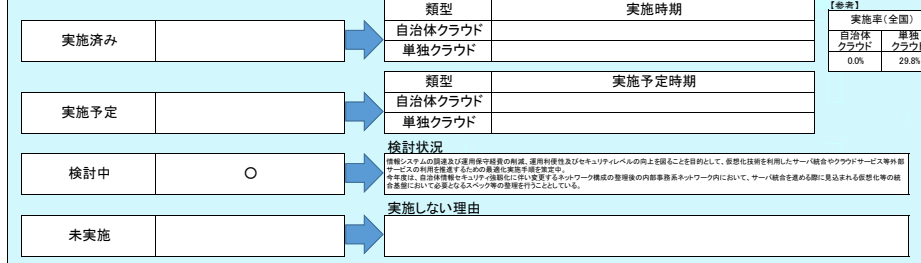 【参考】
類型 実施時期
実施率(全国)
実施済み
自治体クラウド
単独クラウド
自治体
クラウド
単独
クラウド
0.0% 29.8%
類型 実施予定時期
実施予定
自治体クラウド
単独クラウド
検討状況
検討中 ○
情報システムの調達及び運用保守経費の削減、運用利便性及びセキュリティレベルの向上を図ることを目的として、仮想化技術を利用したサーバ統合やクラウドサービス等外部
サービスの利用を推進するための最適化実施手順を策定中。
今年度は、自治体情報セキュリティ強靭化に伴い変更するネットワーク構成の整理後の内部事務系ネットワーク内において、サーバ統合を進める際に見込まれる仮想化等の統
合基盤において必要となるスペック等の整理を行うこととしている。
実施しない理由
未実施